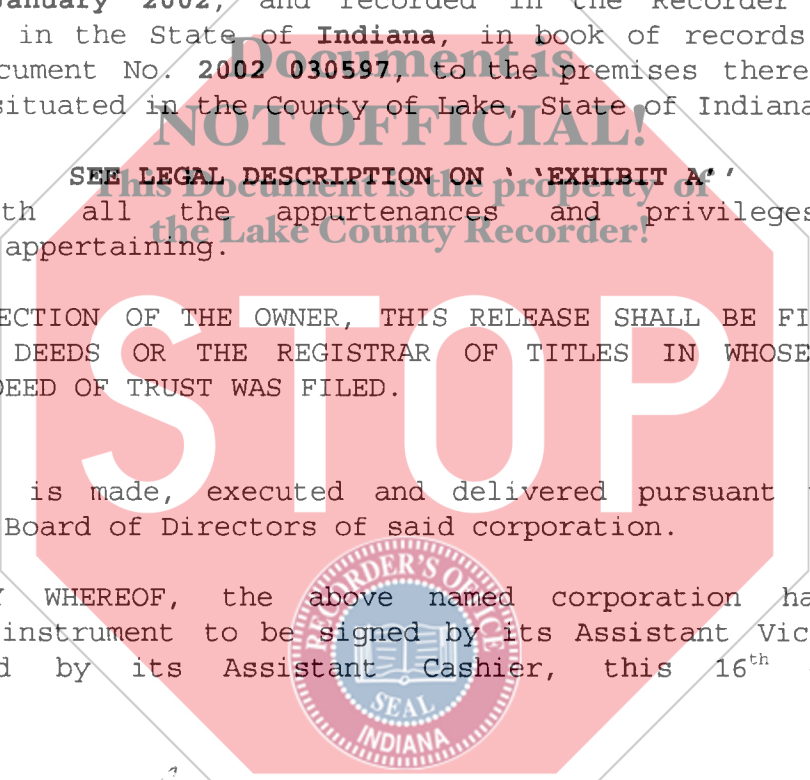 January 2002, and recorded in the Recorder
in the State of Indiana, in book of records
cument No. 2002 030597, to the premises there
situated in the County of Lake, State of Indiana
Document is
NOT OFFICIAL!
This Document is the property of
the Lake County Recorder!
SEE LEGAL DESCRIPTION ON ``EXHIBIT A''
th all the appurtenances and privileges
appertaining.
ECTION OF THE OWNER, THIS RELEASE SHALL BE FI
DEEDS OR THE REGISTRAR OF TITLES IN WHOSE
DEED OF TRUST WAS FILED.
STOP
is made, executed and delivered pursuant
Board of Directors of said corporation.
Y WHEREOF, the above named corporation ha
instrument to be signed by its Assistant Vic
d by its Assistant Cashier, this 16th
RECORDER'S OFFICE
SEAL
INDIANA